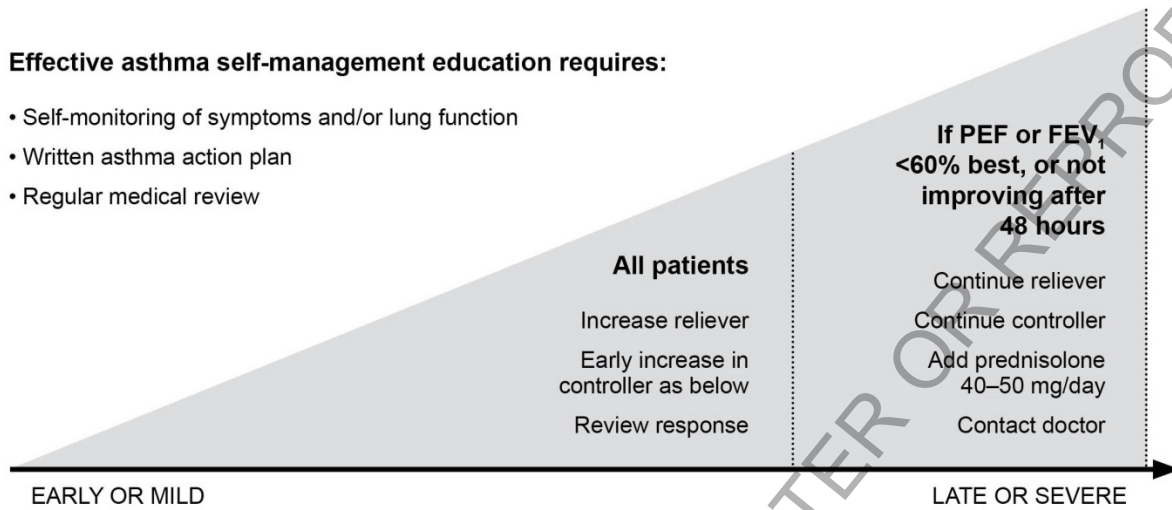 Effective asthma self-management education requires:
• Self-monitoring of symptoms and/or lung function
• Written asthma action plan
• Regular medical review
All patients
Increase reliever
Early increase in
controller as below
Review response
If PEF or FEV₁
<60% best, or not
improving after
48 hours
Continue reliever
Continue controller
Add prednisolone
40–50 mg/day
Contact doctor
EARLY OR MILD
LATE OR SEVERE
OR